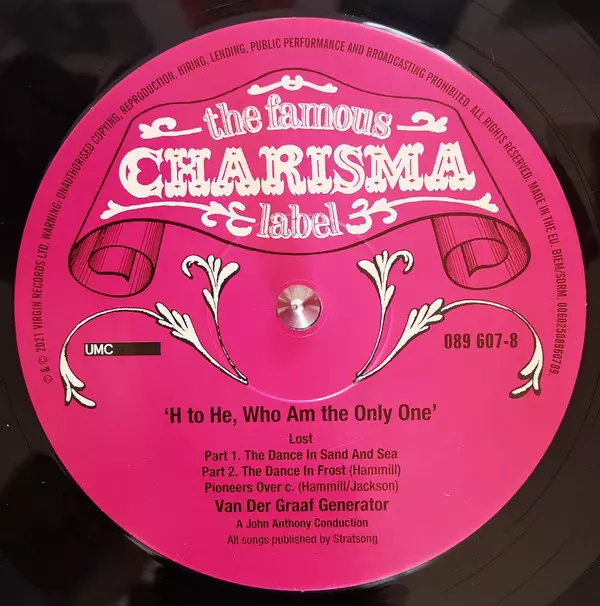 ℗ & © 2021 VIRGIN RECORDS LTD. WARNING: UNAUTHORISED COPYING, REPRODUCTION, HIRING, LENDING, PUBLIC PERFORMANCE AND BROADCASTING PROHIBITED. ALL RIGHTS RESERVED. MADE IN THE EU. BIEM/SDRM. 00602508960789.
the famous
CHARISMA
label
UMC
089 607-8
‘H to He, Who Am the Only One’
Lost
Part 1. The Dance In Sand And Sea
Part 2. The Dance In Frost (Hammill)
Pioneers Over c. (Hammill/Jackson)
Van Der Graaf Generator
A John Anthony Conduction
All songs published by Stratsong